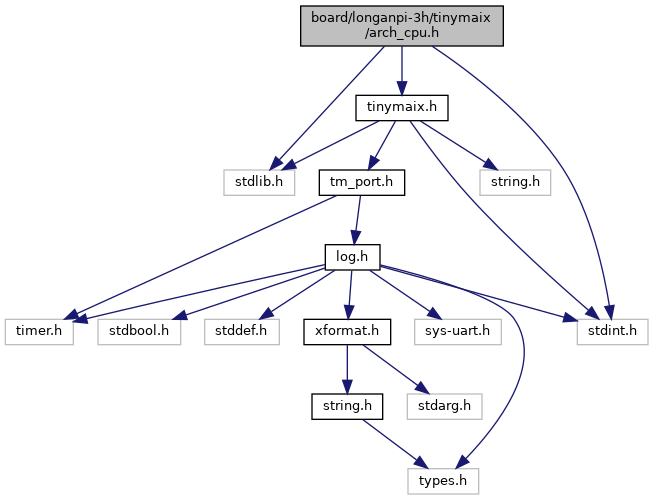 board/longanpi-3h/tinymaix
/arch_cpu.h
tinymaix.h
stdlib.h
tm_port.h
string.h
log.h
timer.h
stdbool.h
stddef.h
xformat.h
sys-uart.h
stdint.h
string.h
stdarg.h
types.h